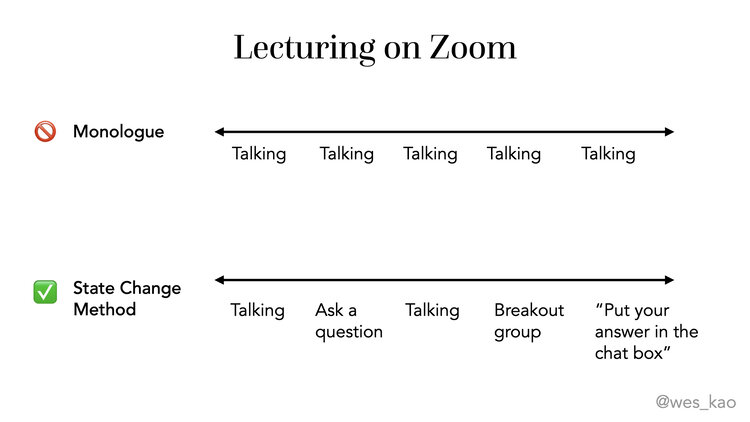 Lecturing on Zoom
Monologue
Talking Talking Talking Talking Talking
State Change
Method
Talking Ask a Talking Breakout “Put your
question group answer in the
chat box”
@wes_kao